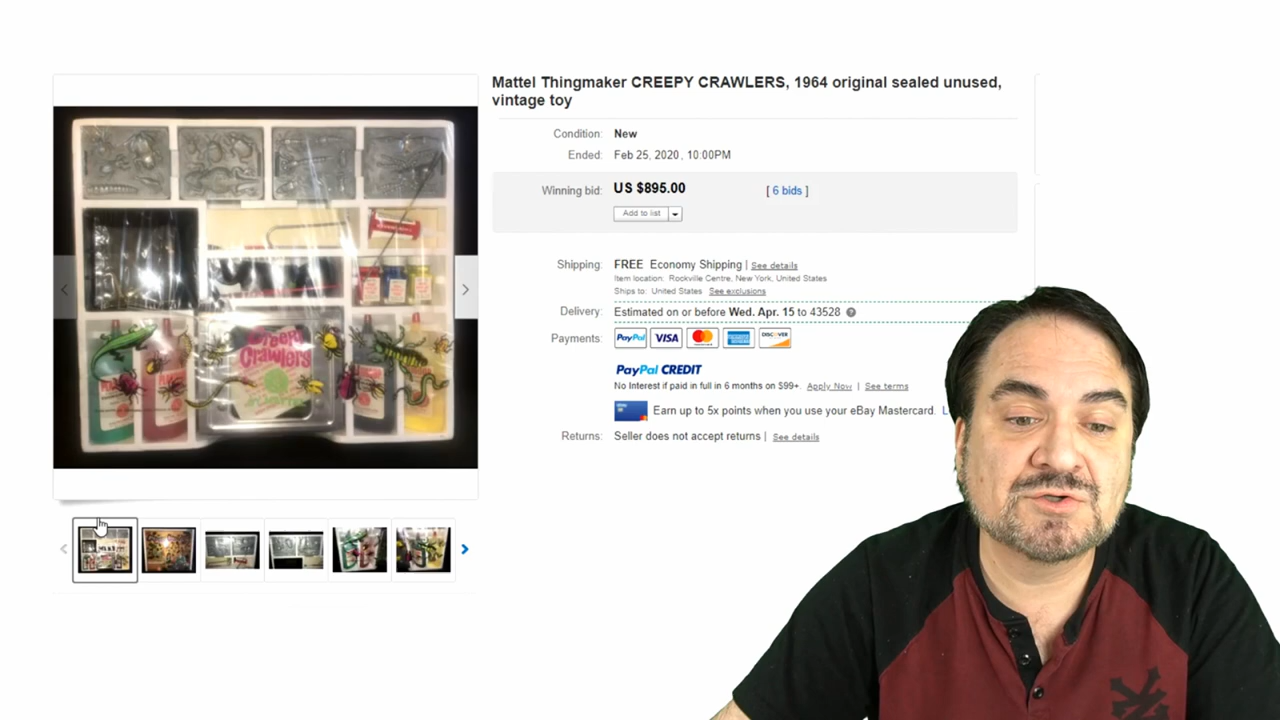 Mattel Thingmaker CREEPY CRAWLERS, 1964 original sealed unused,
vintage toy
Condition: New
Ended: Feb 25, 2020, 10:00PM
Winning bid: US $895.00 [ 6 bids ]
Add to list
Shipping: FREE Economy Shipping | See details
Item location: Rockville Centre, New York, United States
Ships to: United States See exclusions
Delivery: Estimated on or before Wed. Apr. 15 to 43528
Payments: PayPal VISA MasterCard DISCOVER
PayPal CREDIT
No Interest if paid in full in 6 months on $99+. Apply Now | See terms
Earn up to 5x points when you use your eBay Mastercard. L
Returns: Seller does not accept returns | See details
Creepy
Crawlers